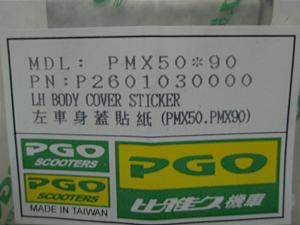 MDL: PMX50*90
PN:P2601030000
LH BODY COVER STICKER
左車身蓋貼紙(PMX50.PMX90)
PGO
SCOOTERS
PGO
SCOOTERS
MADE IN TAIWAN
PGO
比雅久機車